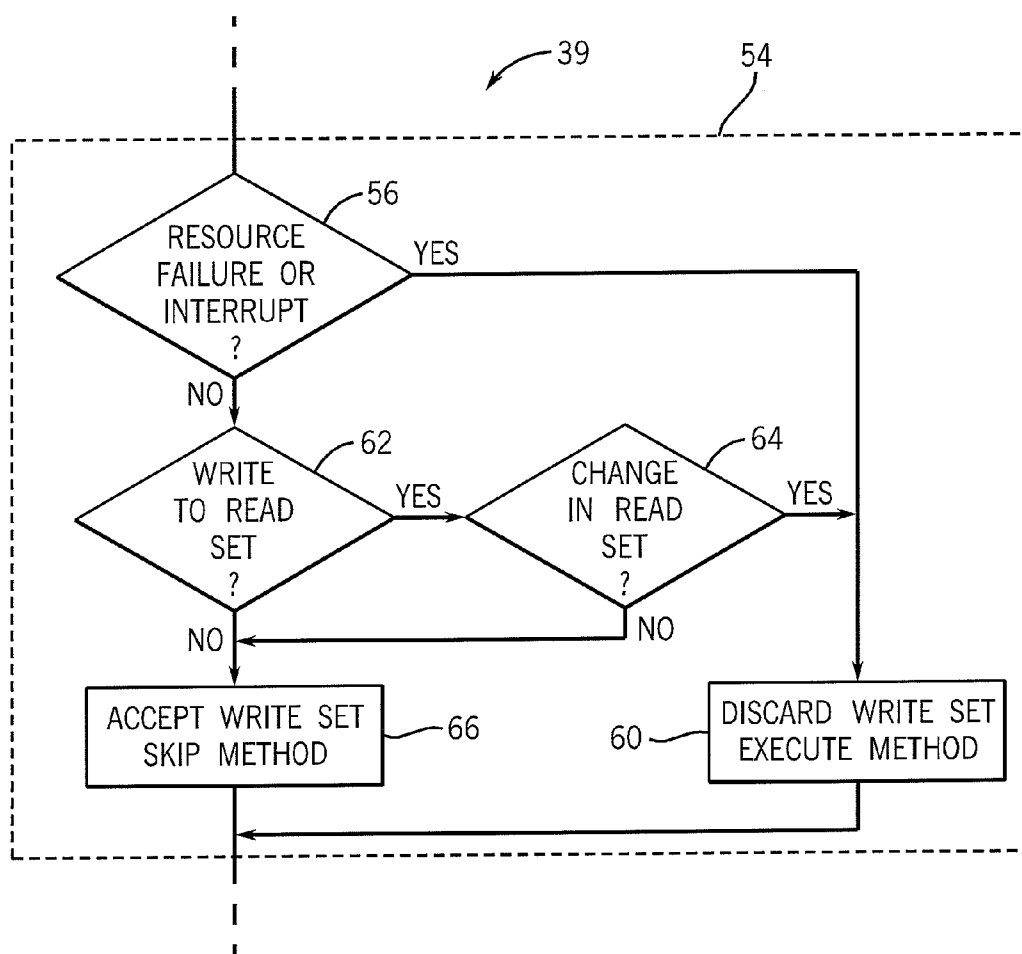 39
54
56
RESOURCE
FAILURE OR
INTERRUPT
?
YES
NO
62
WRITE
TO READ
SET
?
YES
64
CHANGE
IN READ
SET
?
YES
NO
NO
ACCEPT WRITE SET
SKIP METHOD
66
60
DISCARD WRITE SET
EXECUTE METHOD